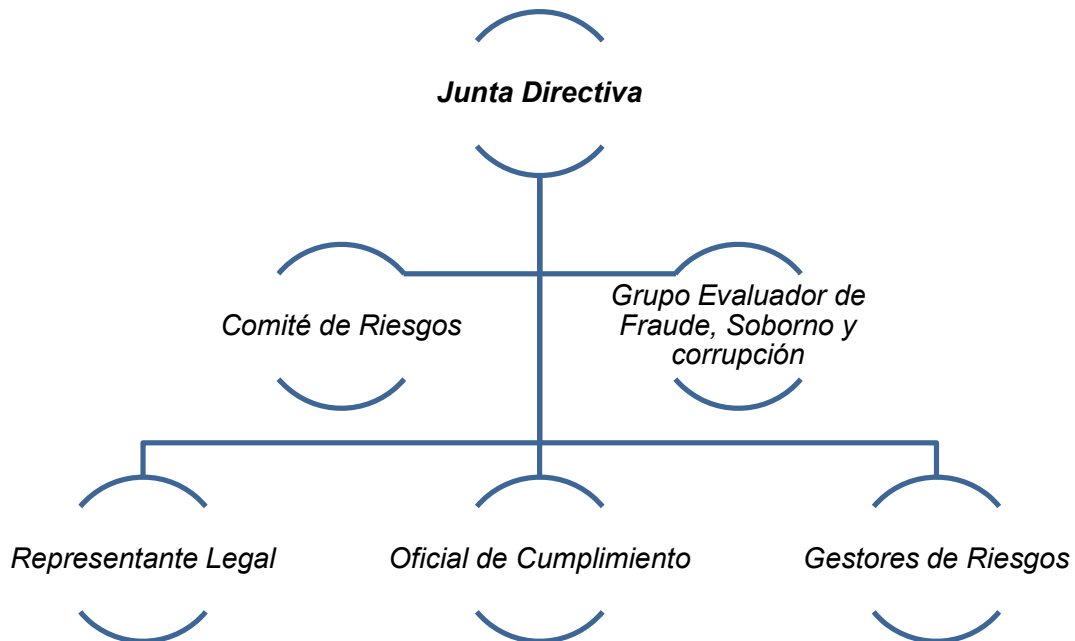 Junta Directiva
Comité de Riesgos
Grupo Evaluador de
Fraude, Soborno y
corrupción
Representante Legal
Oficial de Cumplimiento
Gestores de Riesgos